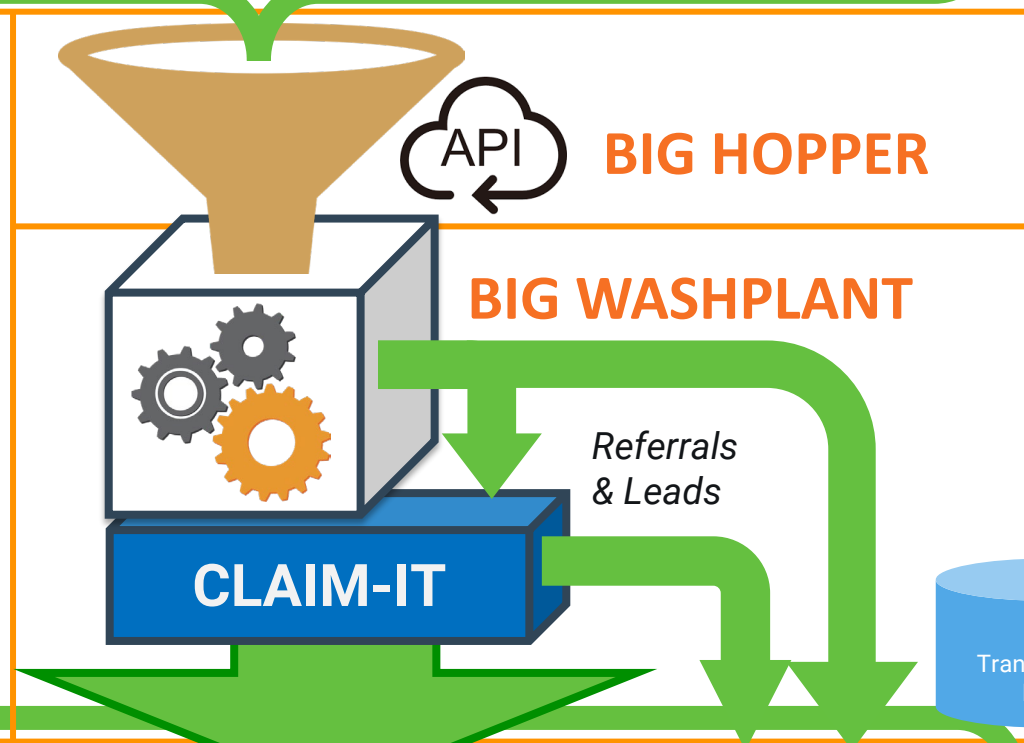 API
BIG HOPPER
BIG WASHPLANT
Referrals
& Leads
CLAIM-IT